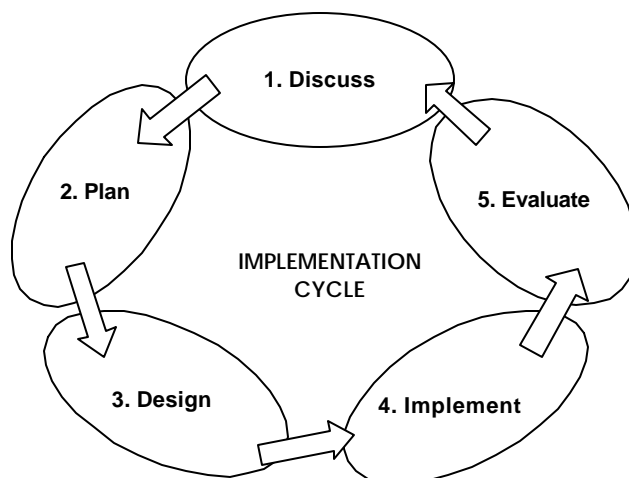 1. Discuss
2. Plan
3. Design
4. Implement
5. Evaluate
IMPLEMENTATION
CYCLE